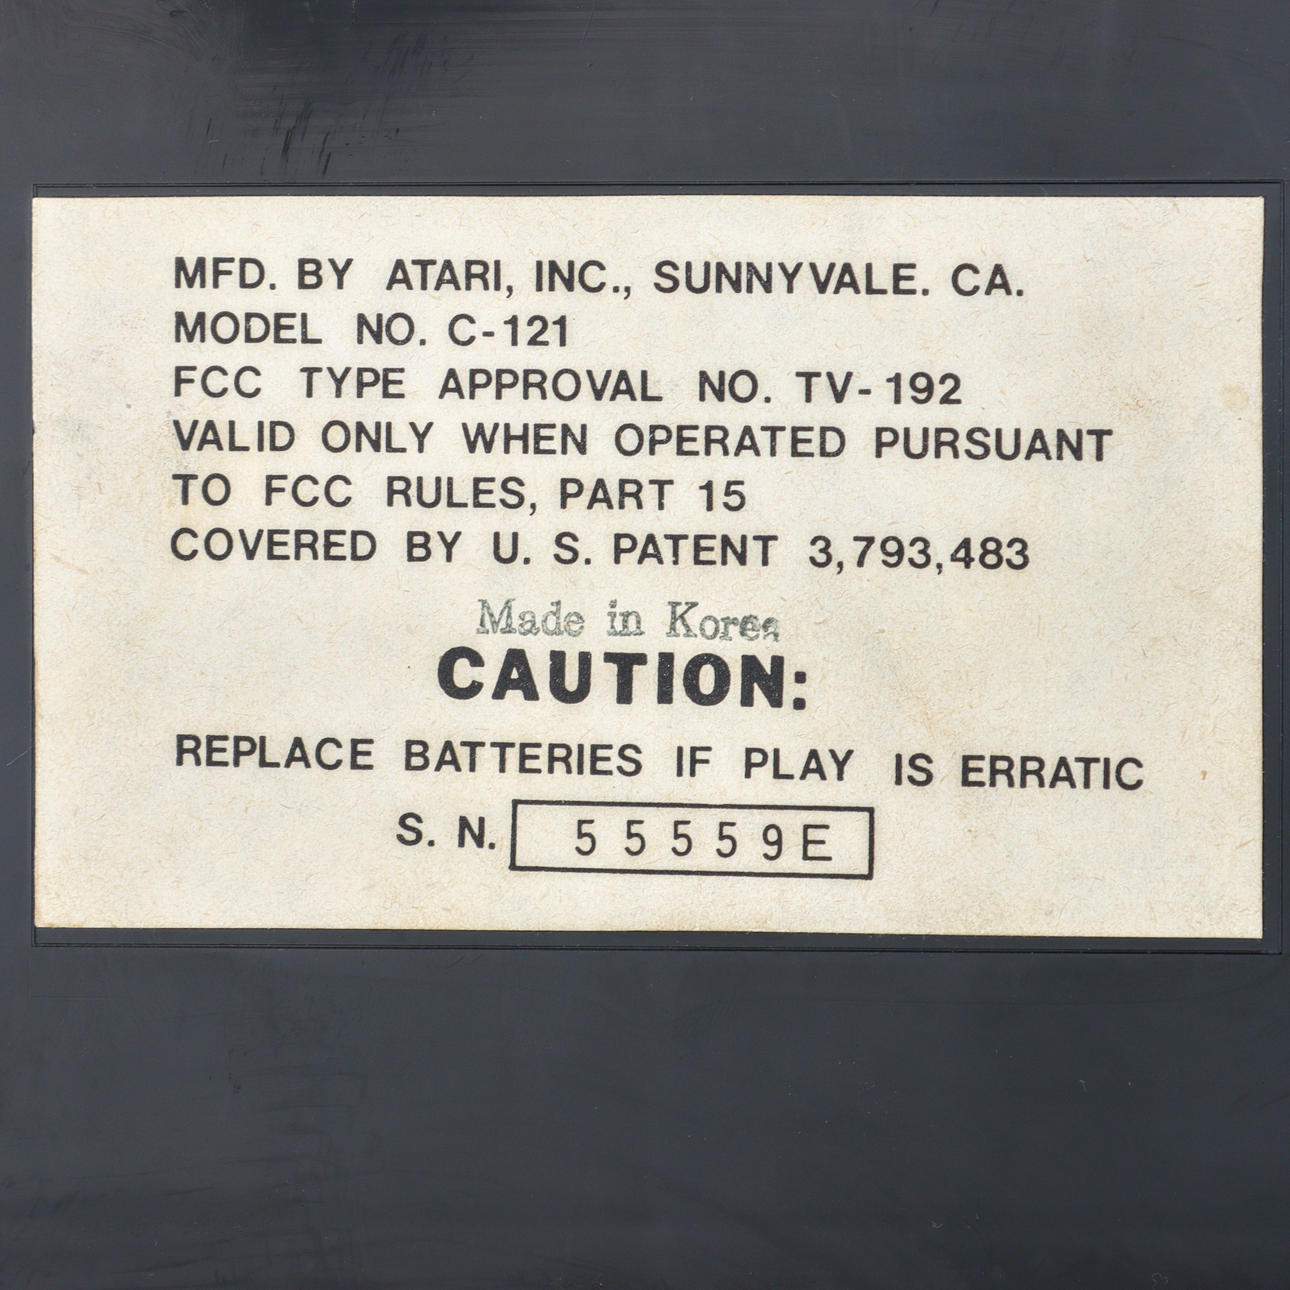 MFD. BY ATARI, INC., SUNNYVALE. CA.
MODEL NO. C-121
FCC TYPE APPROVAL NO. TV-192
VALID ONLY WHEN OPERATED PURSUANT
TO FCC RULES, PART 15
COVERED BY U. S. PATENT 3,793,483
Made in Korea
CAUTION:
REPLACE BATTERIES IF PLAY IS ERRATIC
S. N. 55559E